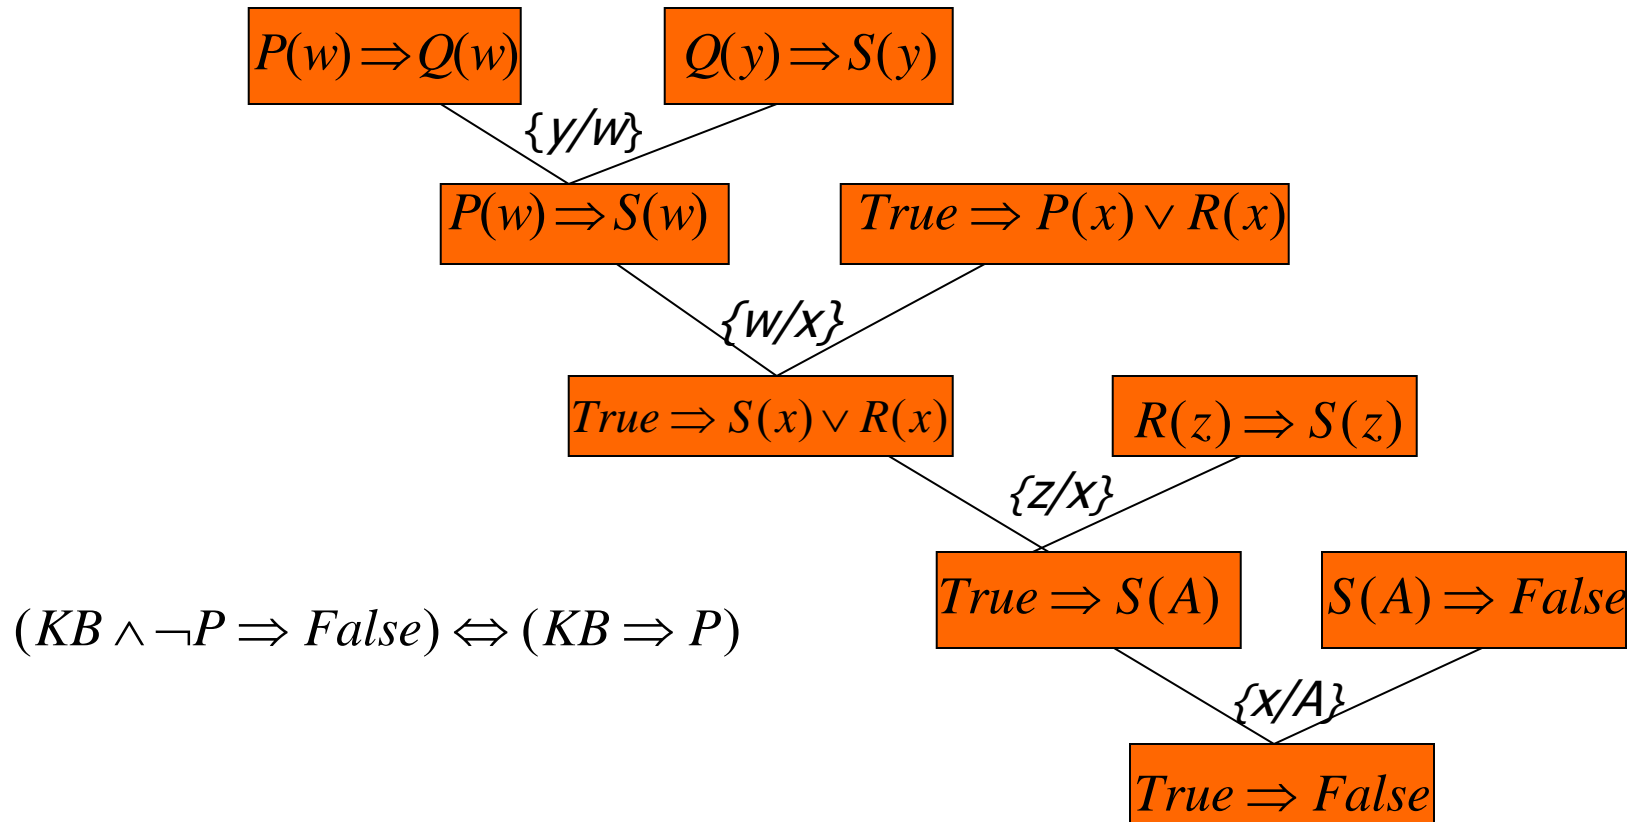 P(w) ⇒ Q(w)
Q(y) ⇒ S(y)
{y/w}
P(w) ⇒ S(w)
True ⇒ P(x) ∨ R(x)
{w/x}
True ⇒ S(x) ∨ R(x)
R(z) ⇒ S(z)
{z/x}
True ⇒ S(A)
S(A) ⇒ False
(KB ∧ ¬P ⇒ False) ⇔ (KB ⇒ P)
{x/A}
True ⇒ False